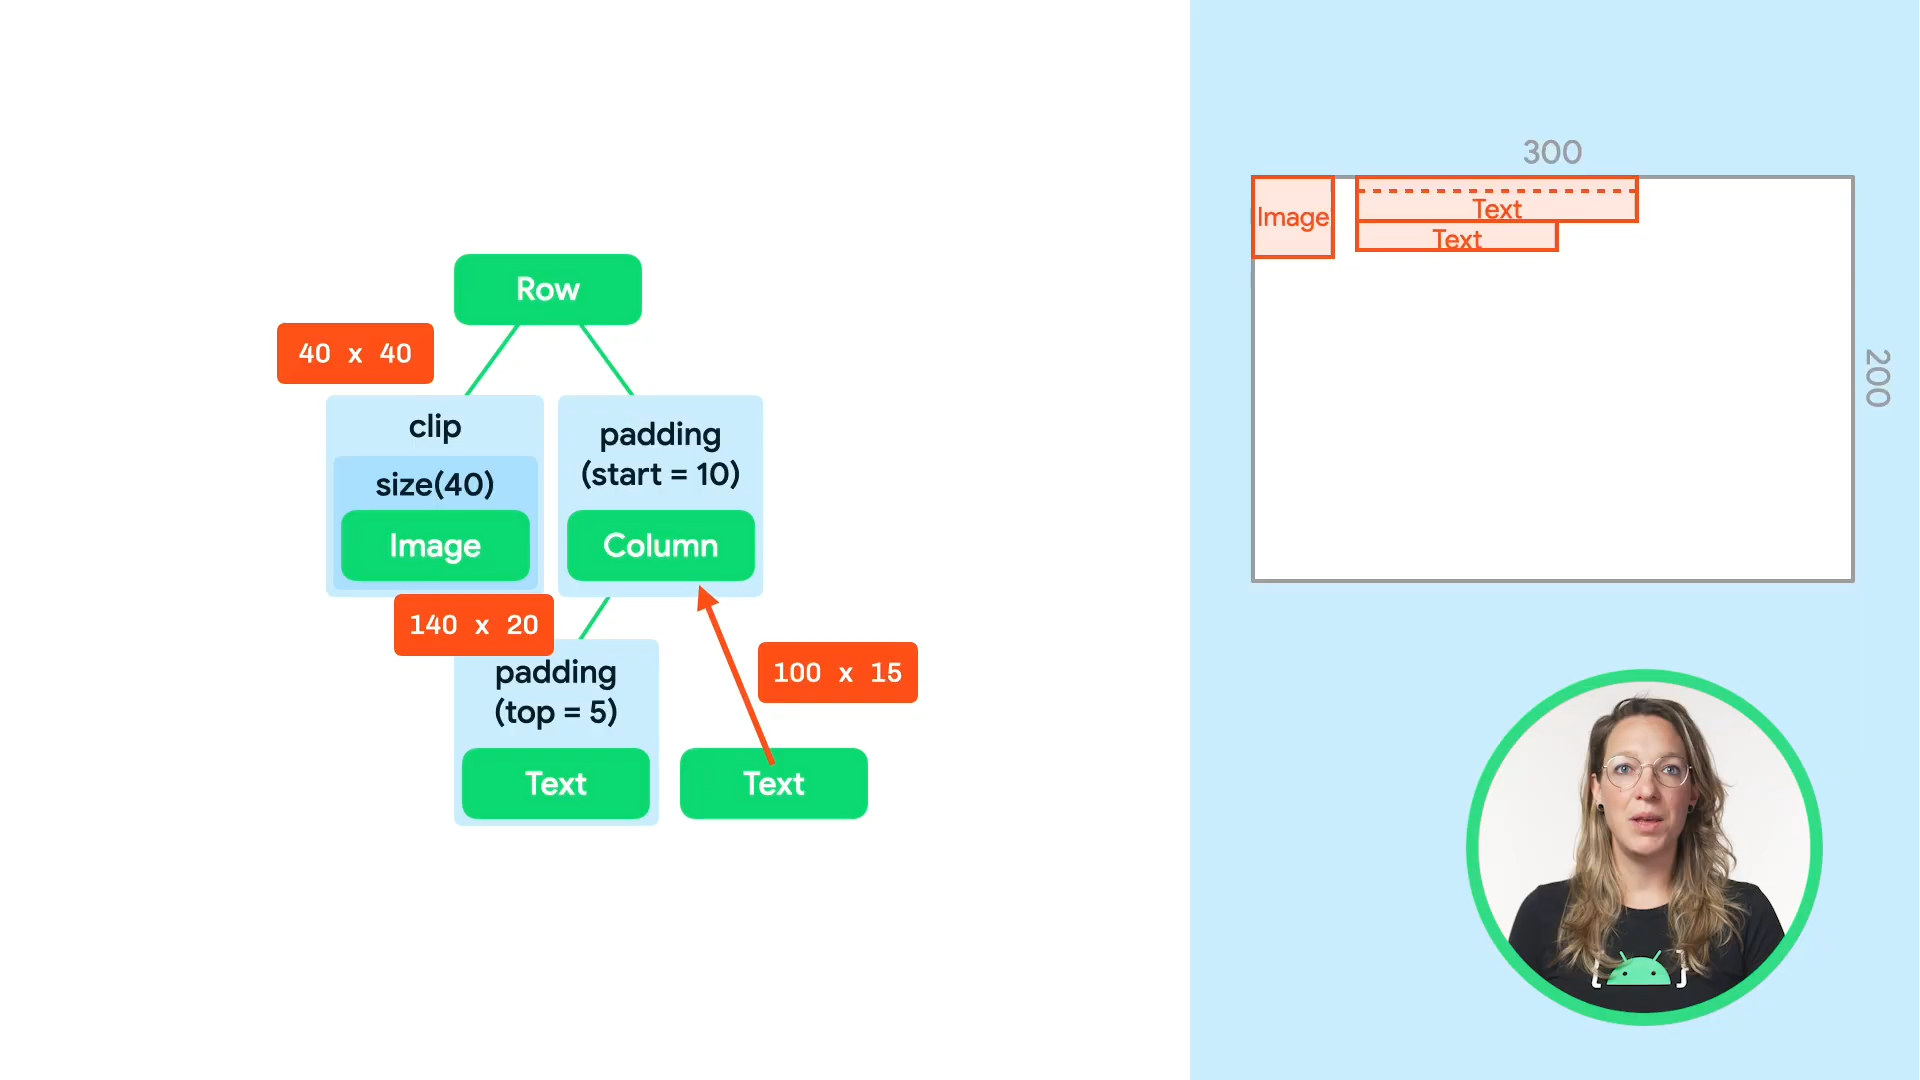 Row
40 x 40
clip
size(40)
Image
padding
(start = 10)
Column
140 x 20
padding
(top = 5)
Text
100 x 15
Text
300
Image
Text
Text
200